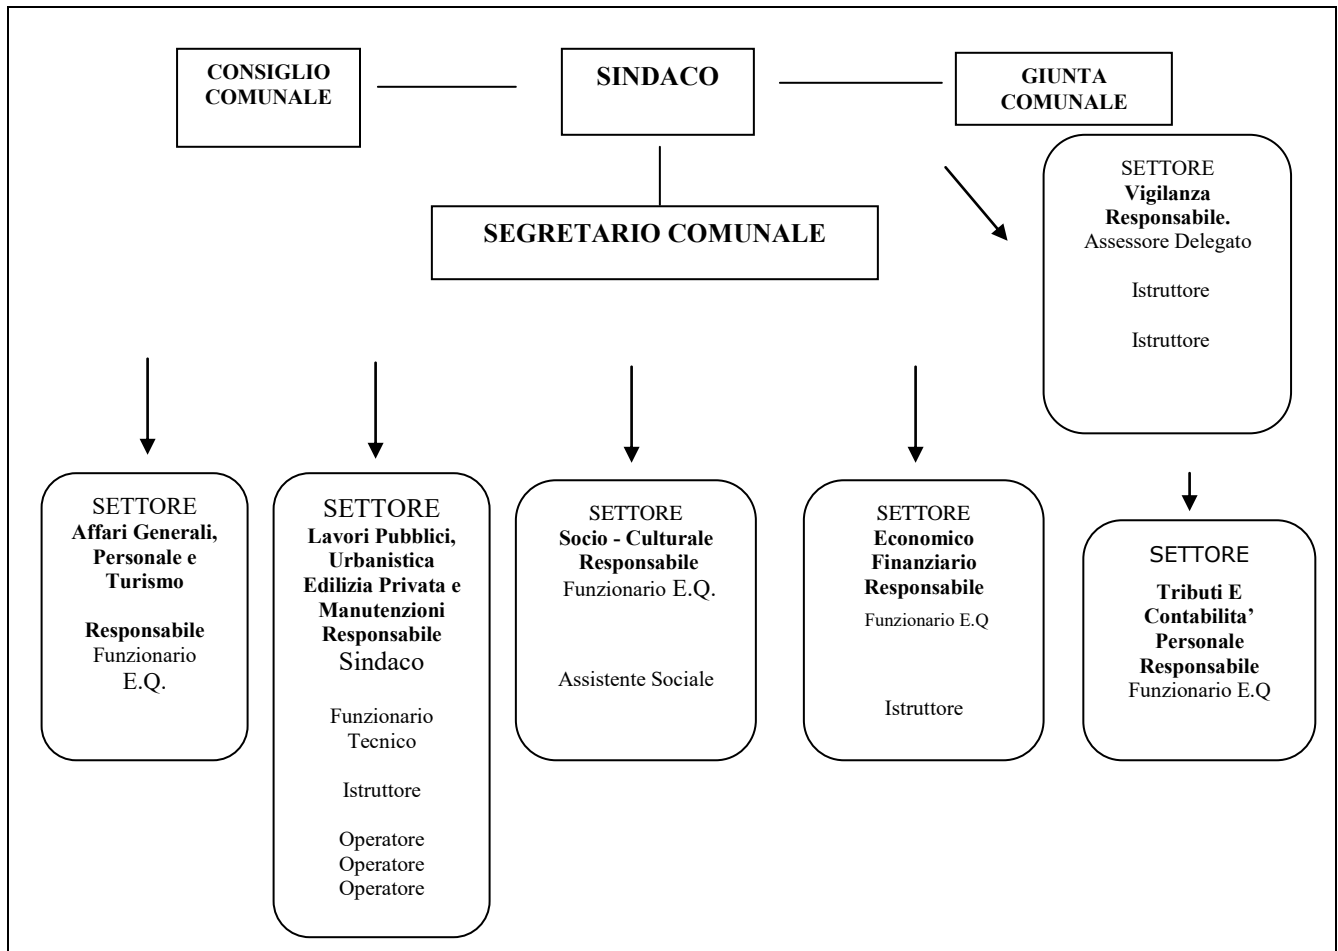 CONSIGLIO
COMUNALE
SINDACO
GIUNTA
COMUNALE
SEGRETARIO COMUNALE
SETTORE
Vigilanza
Responsabile.
Assessore Delegato
Istruttore
Istruttore
SETTORE
Affari Generali,
Personale e
Turismo
Responsabile
Funzionario
E.Q.
SETTORE
Lavori Pubblici,
Urbanistica
Edilizia Privata e
Manutenzioni
Responsabile
Sindaco
Funzionario
Tecnico
Istruttore
Operatore
Operatore
Operatore
SETTORE
Socio - Culturale
Responsabile
Funzionario E.Q.
Assistente Sociale
SETTORE
Economico
Finanziario
Responsabile
Funzionario E.Q
Istruttore
SETTORE
Tributi E
Contabilita’
Personale
Responsabile
Funzionario E.Q